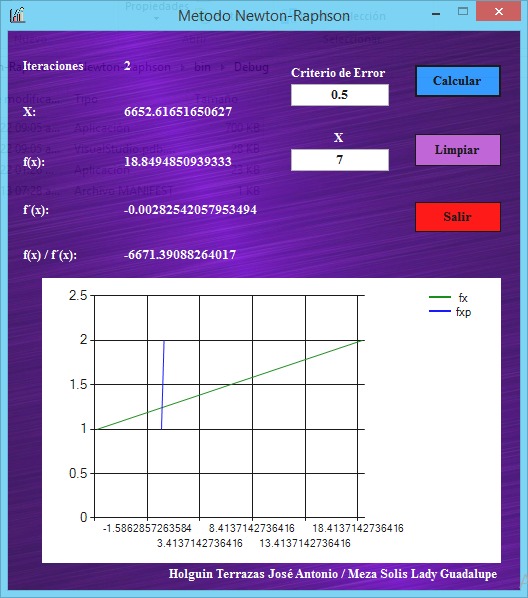 Metodo Newton-Raphson
Iteraciones 2
Criterio de Error
0.5
Calcular
X: 6652.61651650627
X
7
Limpiar
f(x): 18.8494850939333
f´(x): -0.00282542057953494
Salir
f(x) / f´(x): -6671.39088264017
2.5
2
1.5
1
0.5
0
fx
fxp
-1.5862857263584 8.4137142736416 18.4137142736416
3.4137142736416 13.4137142736416
Holguin Terrazas José Antonio / Meza Solis Lady Guadalupe